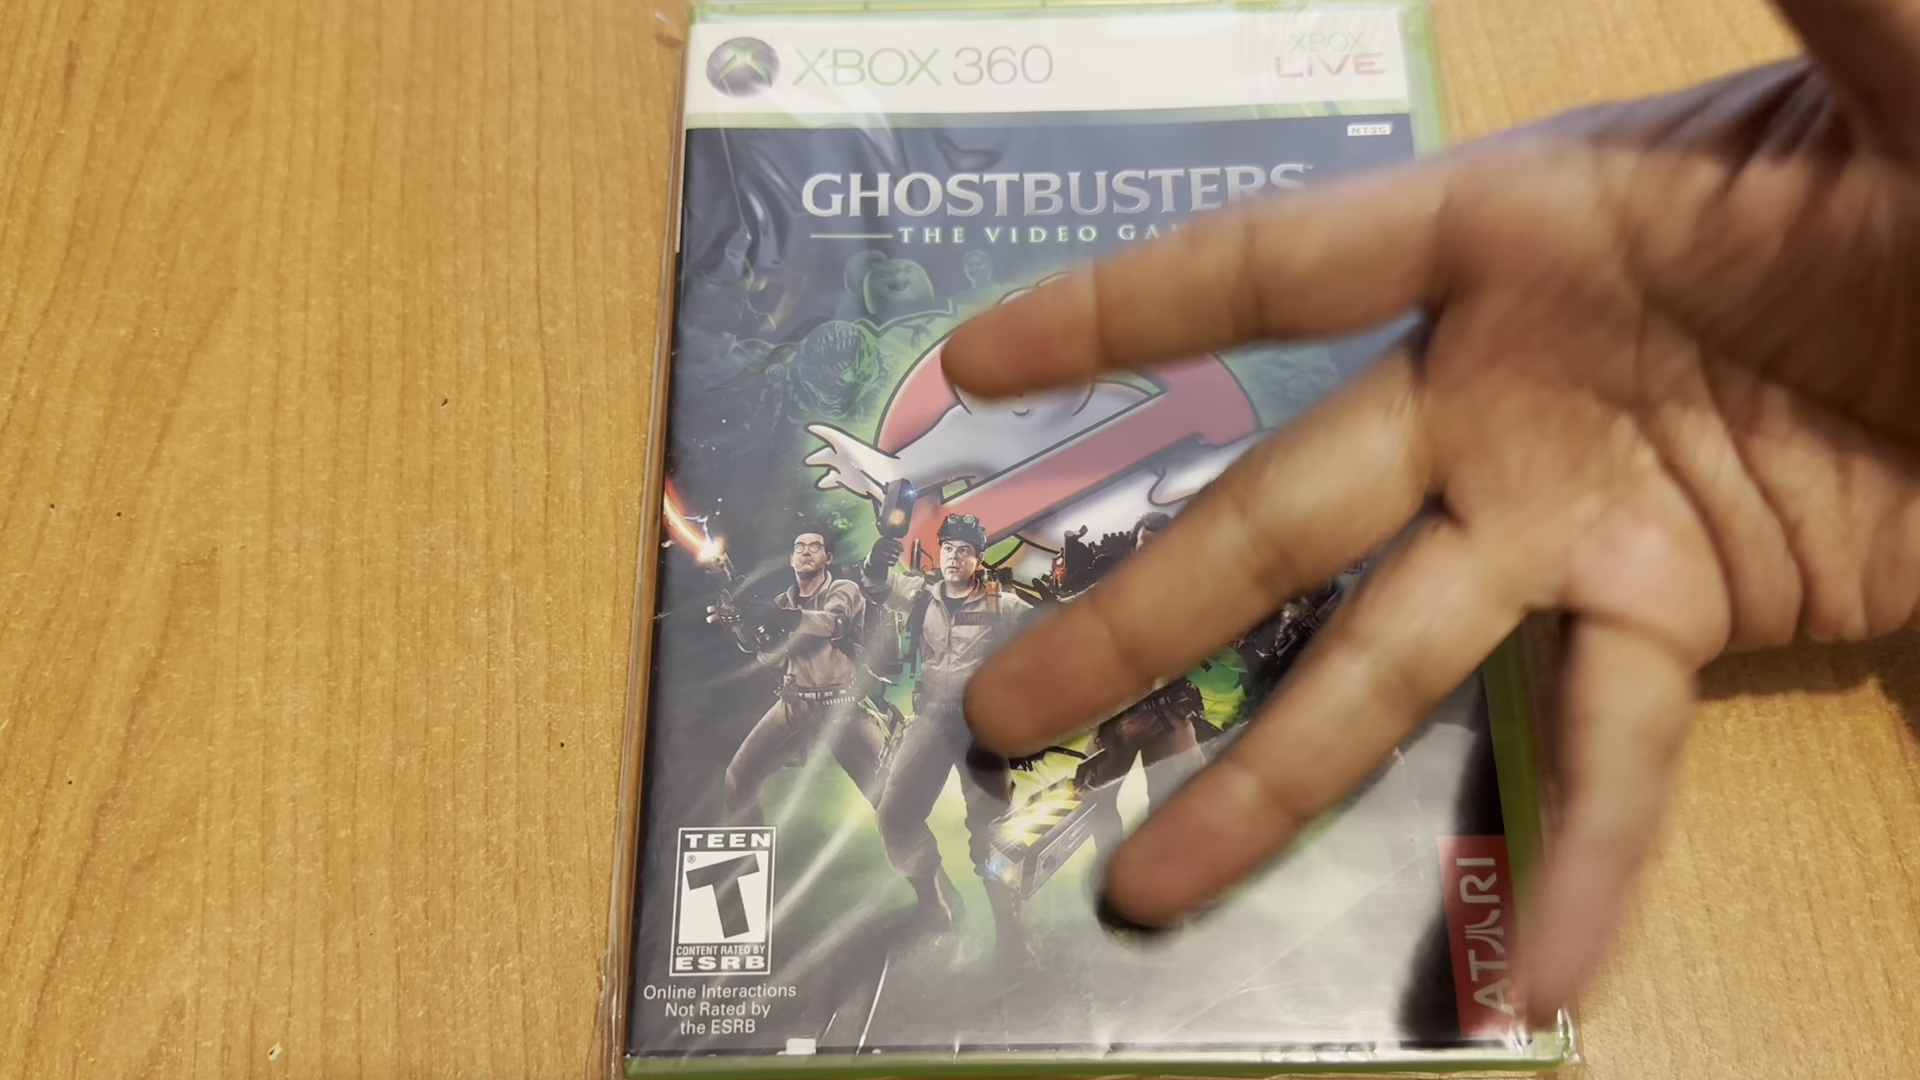 XBOX 360
XBOX
LIVE
NTSC
GHOSTBUSTERS
THE VIDEO GA
TEEN
T
CONTENT RATED BY
ESRB
Online Interactions
Not Rated by
the ESRB
ATARI